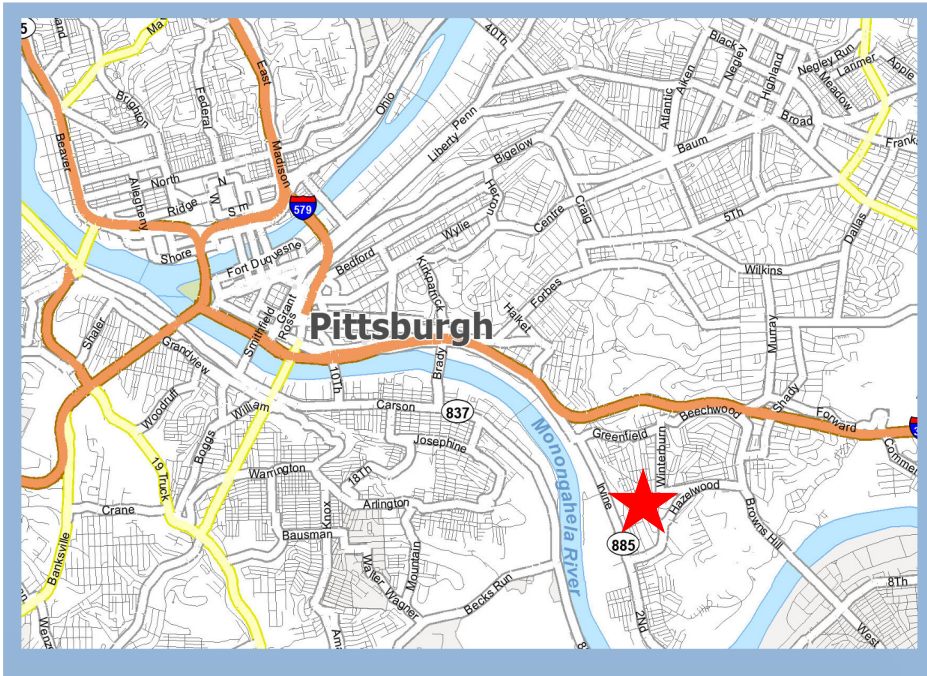 5
40Th
Black
Negley
Highland
Negley Run
Larimer
Apple
Meadow
Aiken
Atlantic
Broad
Baum
East
Ohio
Brighton
Federal
Penn
Liberty
Bigelow
Beaver
Madison
North
Allegheny
Ridge
N
W
S
E
579
Herron
Craig
Centre
Wylie
5Th
Dallas
Shore
Fort Duquesne
Bedford
Kirkpatrick
Forbes
Wilkins
Halket
Grant
Ross
Smithfield
Pittsburgh
Shaler
Grandview
Murray
10Th
Brady
Shady
Woodruff
William
Carson
837
Beechwood
Forward
Boggs
Josephine
Greenfield
Monongahela River
Winterburn
19 Truck
Warrington
18Th
Irvine
Hazelwood
Crane
Knox
Arlington
Browns Hill
Bausman
885
Banksville
Waller
Mountain
Wagner
Becks Run
8Th
2Nd
West